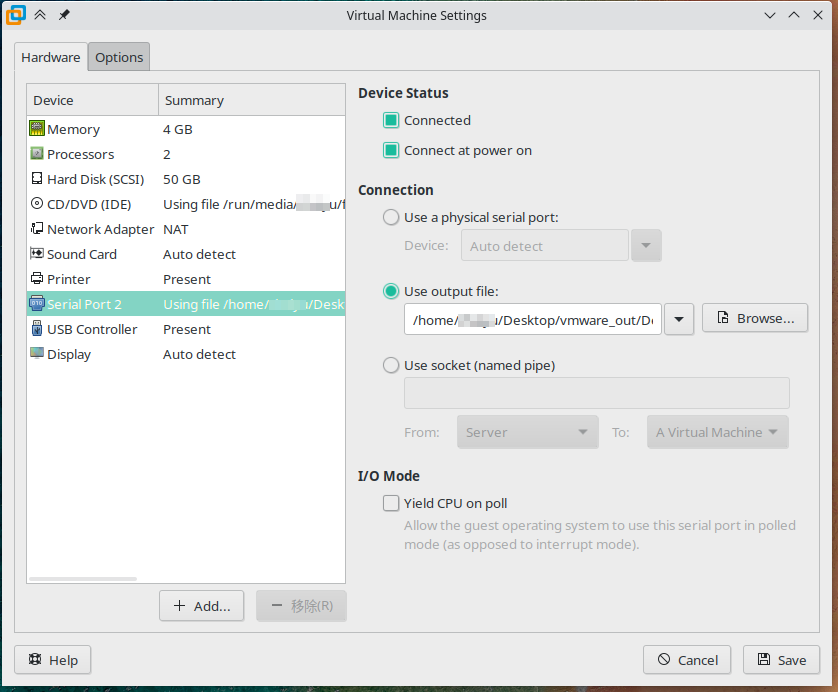 Virtual Machine Settings
Hardware Options
Device Summary
Memory 4 GB
Processors 2
Hard Disk (SCSI) 50 GB
CD/DVD (IDE) Using file /run/media/
Network Adapter NAT
Sound Card Auto detect
Printer Present
Serial Port 2 Using file /home/ /Desk
USB Controller Present
Display Auto detect
Add... 移除(R)
Device Status
Connected
Connect at power on
Connection
Use a physical serial port:
Device: Auto detect
Use output file:
/home/ /Desktop/vmware_out/D Browse...
Use socket (named pipe)
From: Server To: A Virtual Machine
I/O Mode
Yield CPU on poll
Allow the guest operating system to use this serial port in polled
mode (as opposed to interrupt mode).
Help Cancel Save